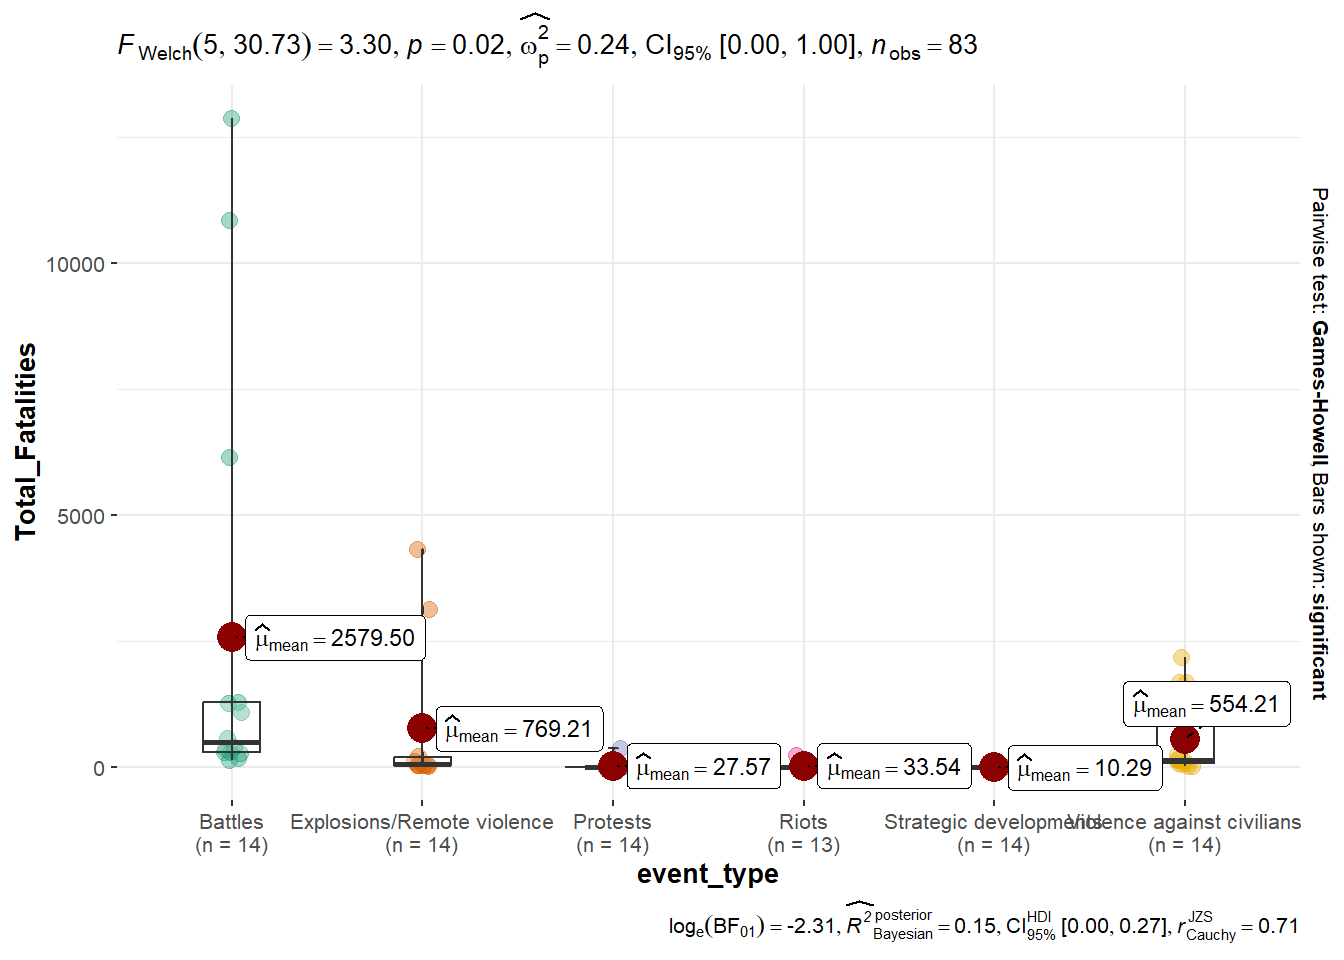 F Welch(5, 30.73) = 3.30, p = 0.02, ω̂²p = 0.24, CI95% [0.00, 1.00], nobs = 83
Total_Fatalities
10000
5000
0
μ̂mean = 2579.50
μ̂mean = 769.21
μ̂mean = 27.57
μ̂mean = 33.54
μ̂mean = 10.29
μ̂mean = 554.21
Pairwise test: Games-Howell, Bars shown: significant
Battles
(n = 14)
Explosions/Remote violence
(n = 14)
Protests
(n = 14)
Riots
(n = 13)
Strategic developments
(n = 14)
Violence against civilians
(n = 14)
event_type
loge(BF01) = -2.31, R̂² posterior Bayesian = 0.15, CI HDI 95% [0.00, 0.27], r JZS Cauchy = 0.71